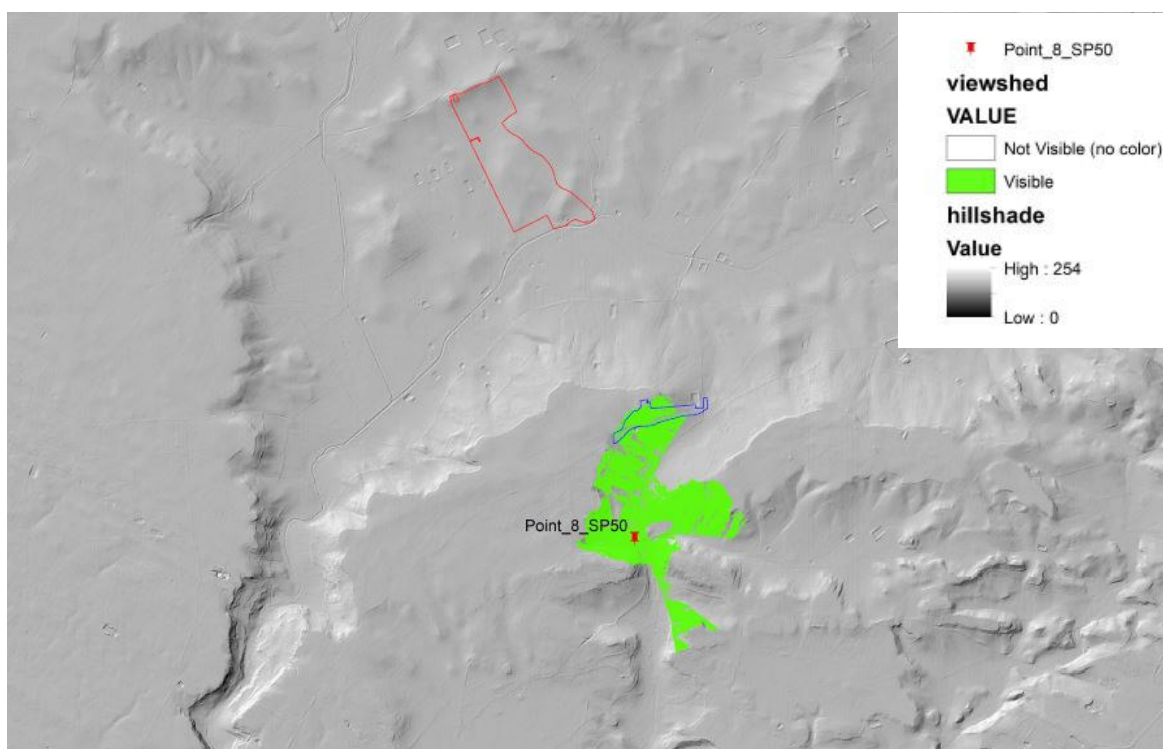 Point_8_SP50
viewshed
VALUE
Not Visible (no color)
Visible
hillshade
Value
High : 254
Low : 0
Point_8_SP50